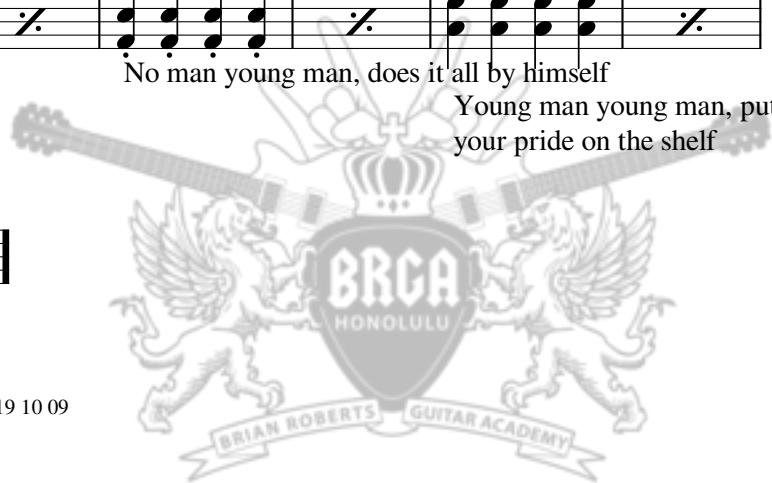 No man young man, does it all by himself
Young man young man, put
your pride on the shelf
BRGA
HONOLULU
19 10 09
BRIAN ROBERTS GUITAR ACADEMY